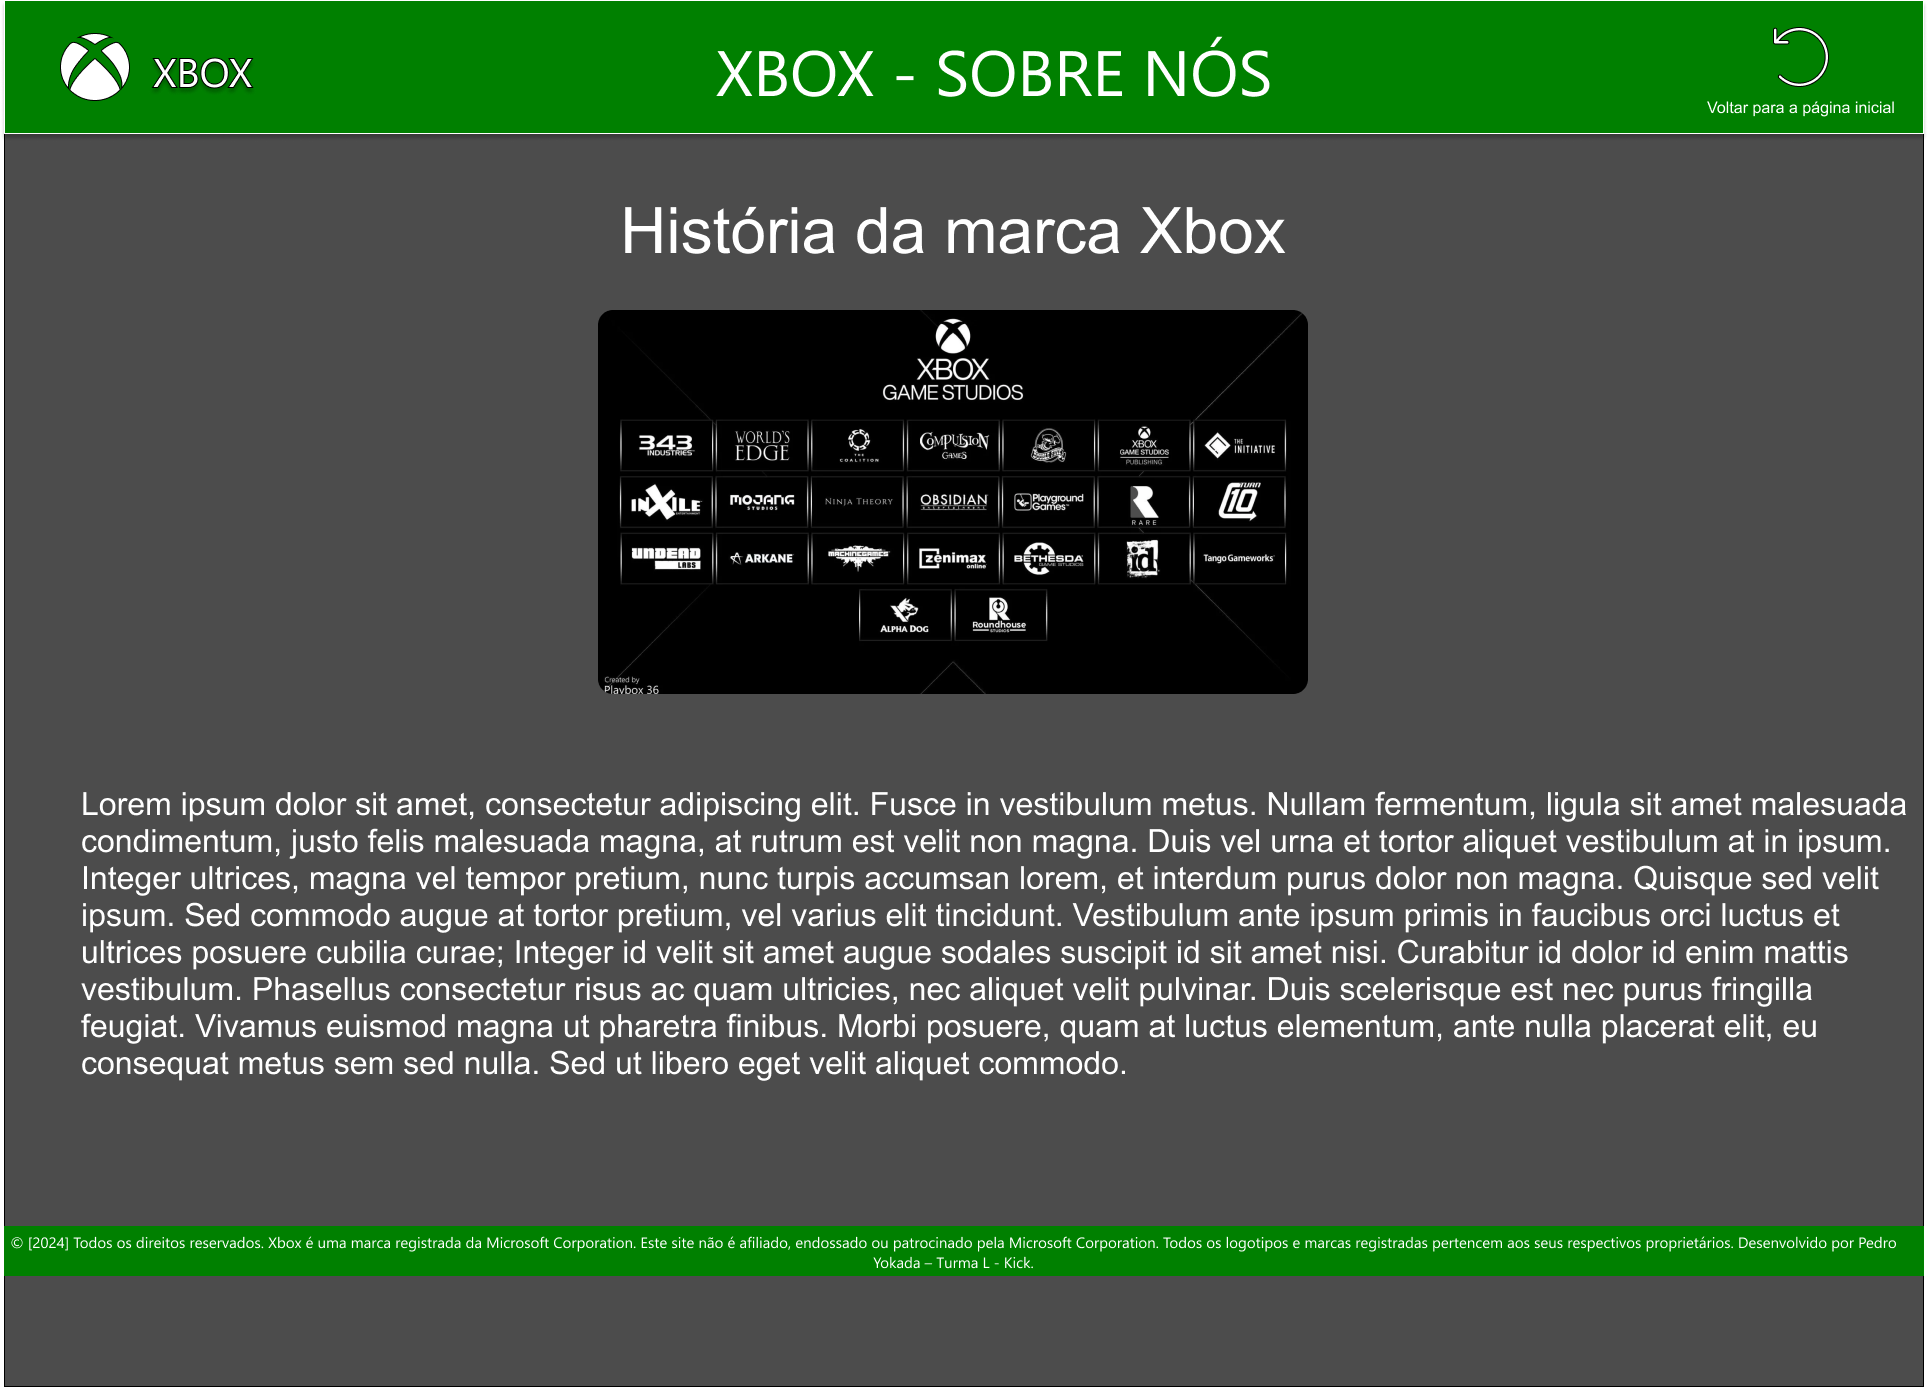 XBOX
XBOX - SOBRE NÓS
Voltar para a página inicial
História da marca Xbox
XBOX
GAME STUDIOS
343
INDUSTRIES
WORLD'S
EDGE
THE
COALITION
COMPULSION
GAMES
XBOX
GAME STUDIOS
PUBLISHING
THE
INITIATIVE
INXILE
ENTERTAINMENT
MOJANG
STUDIOS
NINJA THEORY
OBSIDIAN
ENTERTAINMENT
Playground
Games™
RARE
TURN
10
UNDEAD
LABS
ARKANE
MACHINEGAMES
zenimax
online
BETHESDA
GAME STUDIOS
id
Tango Gameworks
ALPHA DOG
Roundhouse
STUDIOS
Created by
Playbox 36
Lorem ipsum dolor sit amet, consectetur adipiscing elit. Fusce in vestibulum metus. Nullam fermentum, ligula sit amet malesuada
condimentum, justo felis malesuada magna, at rutrum est velit non magna. Duis vel urna et tortor aliquet vestibulum at in ipsum.
Integer ultrices, magna vel tempor pretium, nunc turpis accumsan lorem, et interdum purus dolor non magna. Quisque sed velit
ipsum. Sed commodo augue at tortor pretium, vel varius elit tincidunt. Vestibulum ante ipsum primis in faucibus orci luctus et
ultrices posuere cubilia curae; Integer id velit sit amet augue sodales suscipit id sit amet nisi. Curabitur id dolor id enim mattis
vestibulum. Phasellus consectetur risus ac quam ultricies, nec aliquet velit pulvinar. Duis scelerisque est nec purus fringilla
feugiat. Vivamus euismod magna ut pharetra finibus. Morbi posuere, quam at luctus elementum, ante nulla placerat elit, eu
consequat metus sem sed nulla. Sed ut libero eget velit aliquet commodo.
© [2024] Todos os direitos reservados. Xbox é uma marca registrada da Microsoft Corporation. Este site não é afiliado, endossado ou patrocinado pela Microsoft Corporation. Todos os logotipos e marcas registradas pertencem aos seus respectivos proprietários. Desenvolvido por Pedro
Yokada – Turma L - Kick.